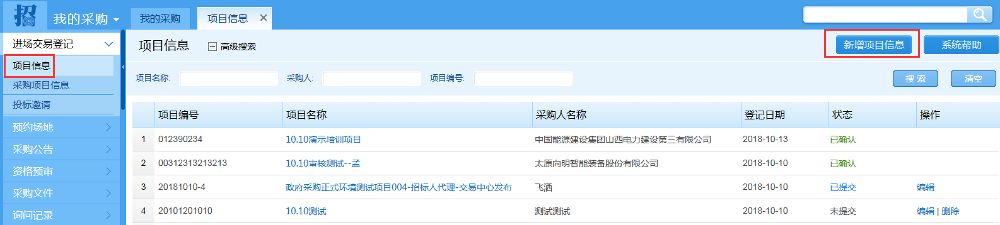 招 我的采购 我的采购 项目信息
进场交易登记 项目信息 高级搜索 新增项目信息 系统帮助
项目信息
采购项目信息
投标邀请
预约场地
采购公告
资格预审
采购文件
询问记录
项目名称: 采购人: 项目编号: 搜 索 清空
项目编号 项目名称 采购人名称 登记日期 状态 操作
1 012390234 10.10演示培训项目 中国能源建设集团山西电力建设第三有限公司 2018-10-13 已确认
2 00312313213213 10.10审核测试--孟 太原向明智能装备股份有限公司 2018-10-10 已确认
3 20181010-4 政府采购正式环境测试项目004-招标人代理-交易中心发布 飞洒 2018-10-10 已提交 编辑
4 20101201010 10.10测试 测试测试 2018-10-10 未提交 编辑 | 删除